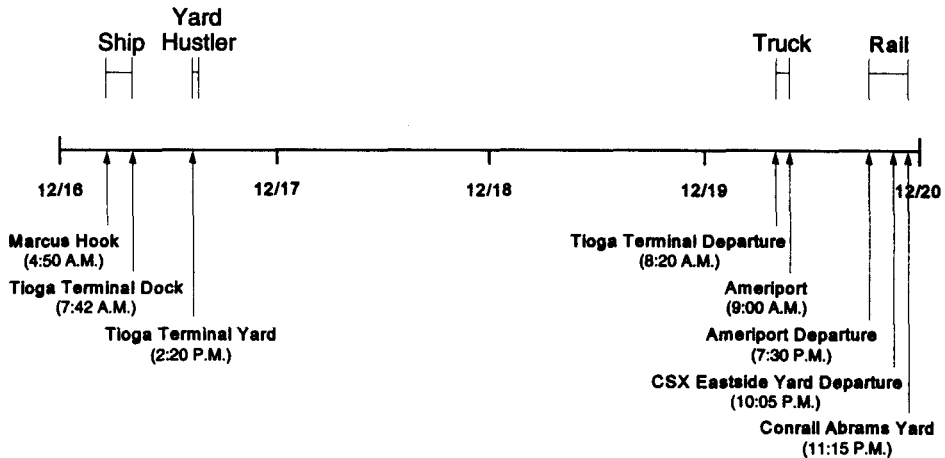 Ship
Yard
Hustler
Truck
Rail
12/16
12/17
12/18
12/19
12/20
Marcus Hook
(4:50 A.M.)
Tioga Terminal Dock
(7:42 A.M.)
Tioga Terminal Yard
(2:20 P.M.)
Tioga Terminal Departure
(8:20 A.M.)
Ameriport
(9:00 A.M.)
Ameriport Departure
(7:30 P.M.)
CSX Eastside Yard Departure
(10:05 P.M.)
Conrail Abrams Yard
(11:15 P.M.)